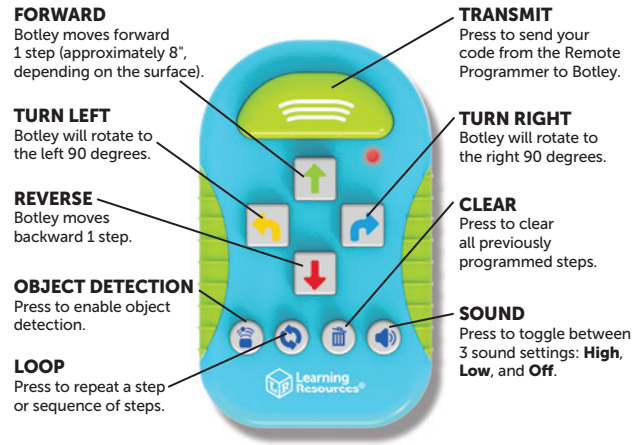 FORWARD
Botley moves forward
1 step (approximately 8",
depending on the surface).
TURN LEFT
Botley will rotate to
the left 90 degrees.
REVERSE
Botley moves
backward 1 step.
OBJECT DETECTION
Press to enable object
detection.
LOOP
Press to repeat a step
or sequence of steps.
TRANSMIT
Press to send your
code from the Remote
Programmer to Botley.
TURN RIGHT
Botley will rotate to
the right 90 degrees.
CLEAR
Press to clear
all previously
programmed steps.
SOUND
Press to toggle between
3 sound settings: High,
Low, and Off.
LR
Learning
Resources®